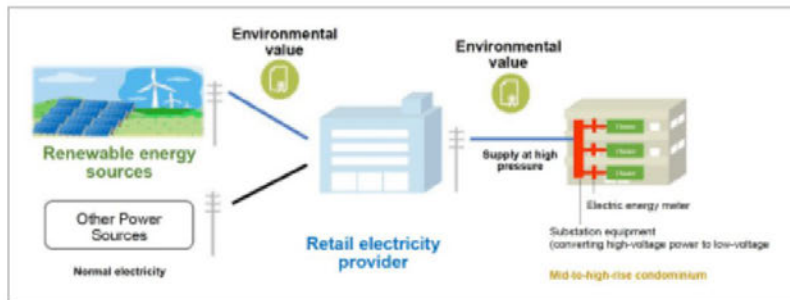 Environmental
value
Environmental
value
Renewable energy
sources
Supply at high
pressure
Other Power
Sources
Electric energy meter
Substation equipment
(converting high-voltage power to low-voltage
Retail electricity
provider
Normal electricity
Mid-to-high-rise condominium